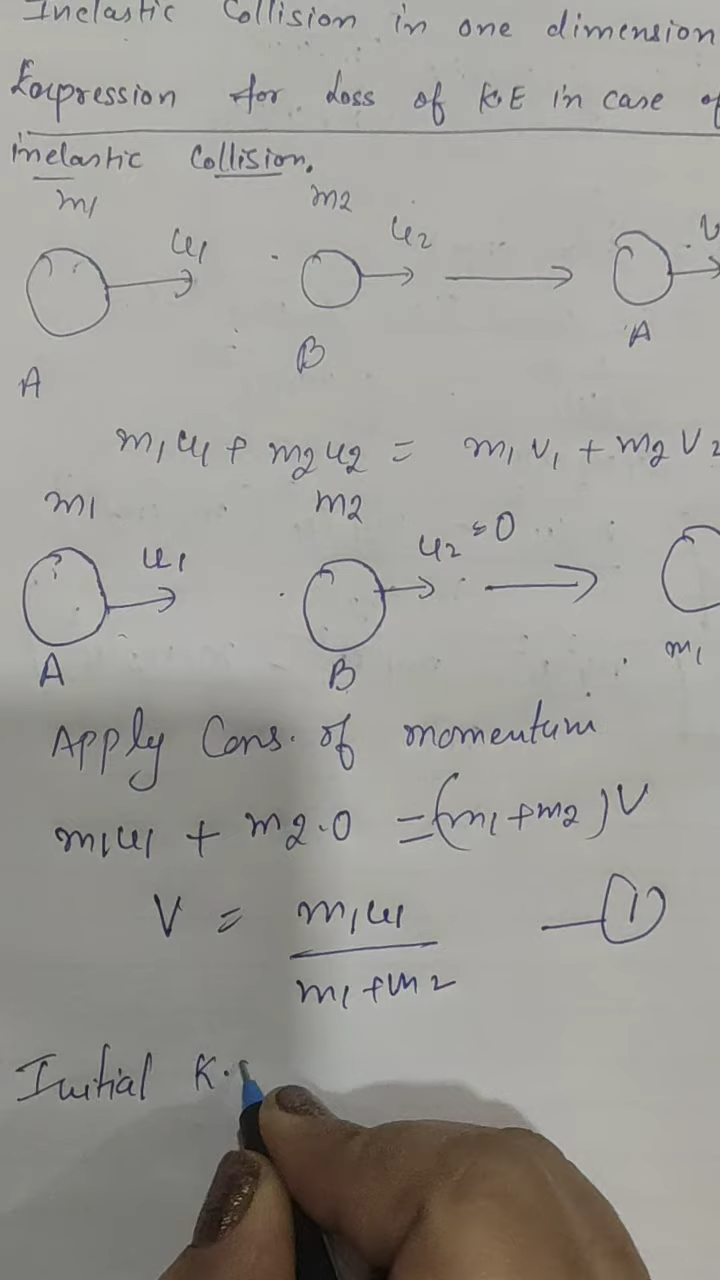 Inelastic Collision in one dimension
Expression for Loss of K.E in case of
inelastic Collision.
m1 m2
u1 u2 v
A B A
m1u1 + m2u2 = m1v1 + m2v2
m1 m2
u1 u2 = 0
A B m1
Apply Cons. of momentum
m1u1 + m2.0 = (m1+m2)V
V = m1u1 / m1+m2 — 1
Initial K.